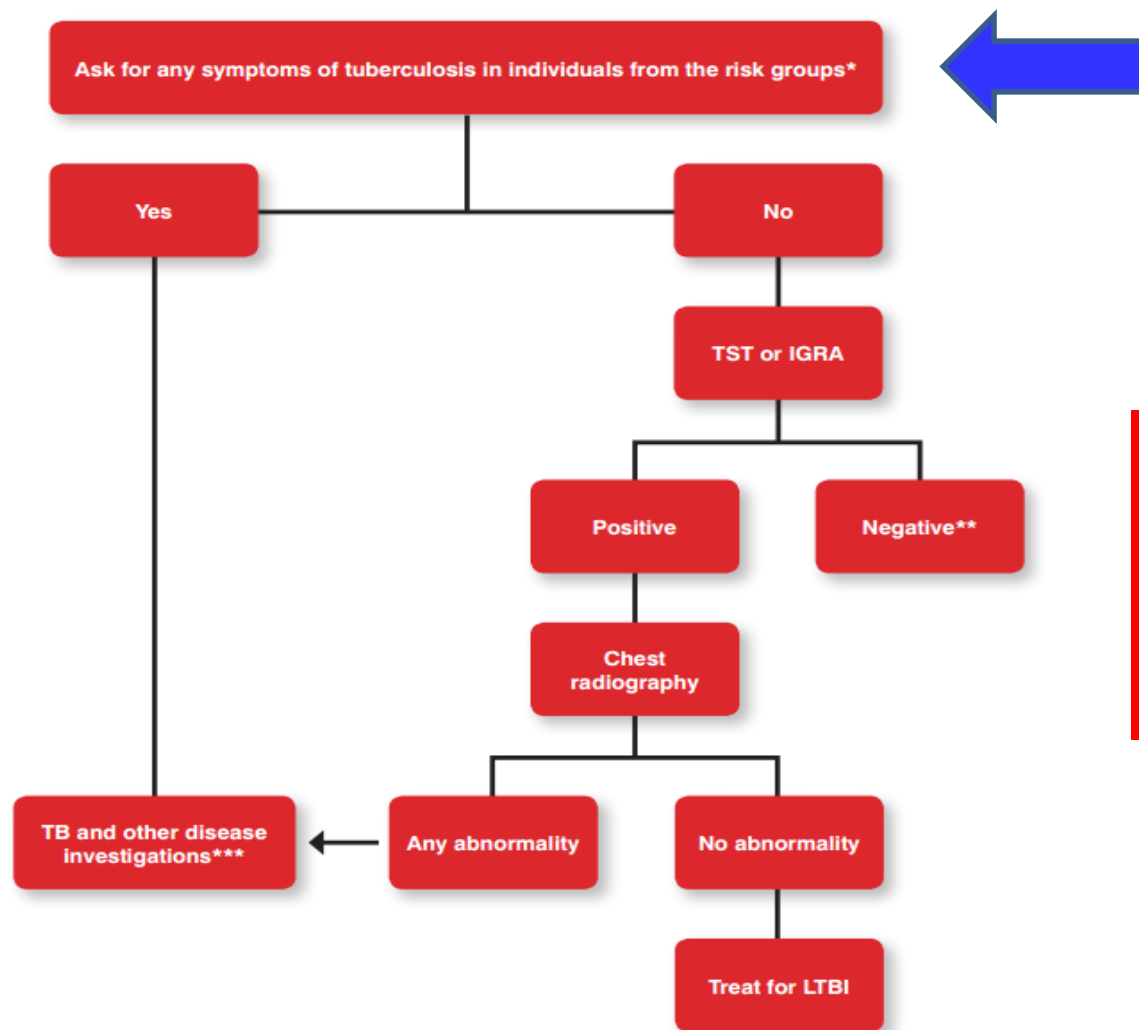 Ask for any symptoms of tuberculosis in individuals from the risk groups*
Yes
No
TST or IGRA
Positive
Negative**
Chest
radiography
TB and other disease
investigations***
Any abnormality
No abnormality
Treat for LTBI